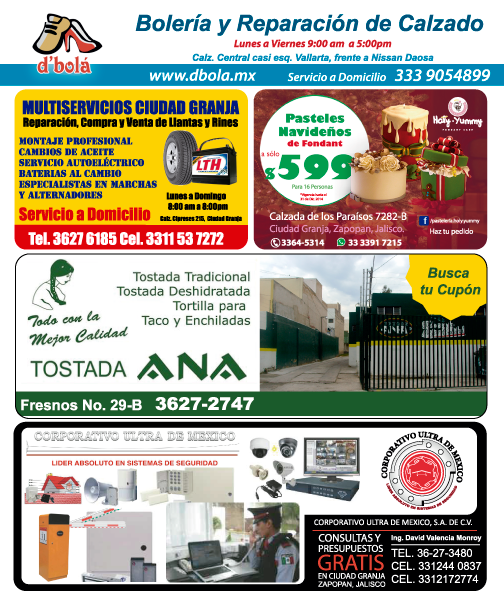 d'bolá
Bolería y Reparación de Calzado
Lunes a Viernes 9:00 am a 5:00pm
Calz. Central casi esq. Vallarta, frente a Nissan Daosa
www.dbola.mx Servicio a Domicilio 333 9054899
MULTISERVICIOS CIUDAD GRANJA
Reparación, Compra y Venta de Llantas y Rines
MONTAJE PROFESIONAL
CAMBIOS DE ACEITE
SERVICIO AUTOELÉCTRICO
BATERIAS AL CAMBIO
ESPECIALISTAS EN MARCHAS
Y ALTERNADORES
LTH
Lunes a Domingo
8:00 am a 8:00pm
Servicio a Domicilio
Calz. Cipreses 215, Ciudad Granja
Tel. 3627 6185 Cel. 3311 53 7272
Pasteles
Navideños
de Fondant
a sólo
$599
Para 16 Personas
Holly-Yummy
Calzada de los Paraísos 7282-B
Ciudad Granja, Zapopan, Jalisco.
3364-5314 33 3391 7215
/pasteleria.hollyyummy
Haz tu pedido
Tostada Tradicional
Tostada Deshidratada
Tortilla para
Taco y Enchiladas
Todo con la
Mejor Calidad
TOSTADA ANA
Busca
tu Cupón
Fresnos No. 29-B 3627-2747
CORPORATIVO ULTRA DE MEXICO
LIDER ABSOLUTO EN SISTEMAS DE SEGURIDAD
CORPORATIVO ULTRA DE MEXICO
LIDER ABSOLUTO EN SISTEMAS DE SEGURIDAD
CORPORATIVO ULTRA DE MEXICO, S.A. DE C.V.
CONSULTAS Y
PRESUPUESTOS
GRATIS
EN CIUDAD GRANJA
ZAPOPAN, JALISCO
Ing. David Valencia Monroy
TEL. 36-27-3480
CEL. 331244 0837
CEL. 3312172774